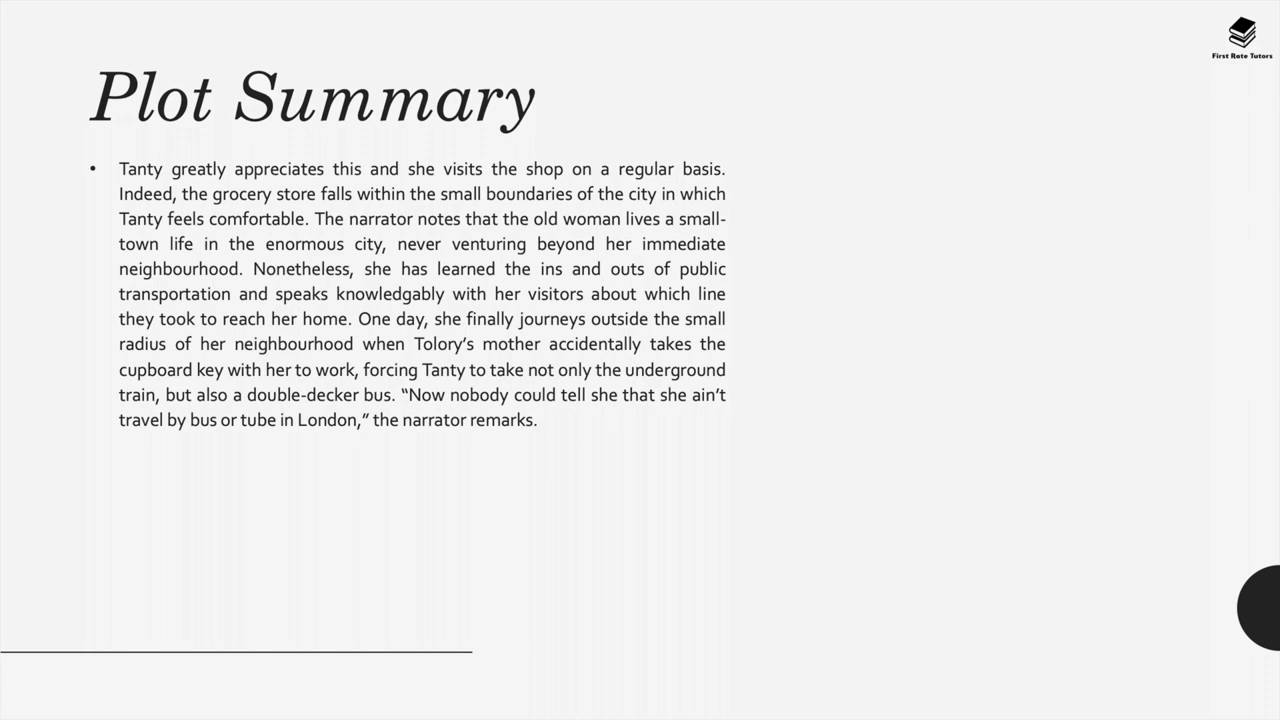 First Rate Tutors
Plot Summary
• Tanty greatly appreciates this and she visits the shop on a regular basis.
Indeed, the grocery store falls within the small boundaries of the city in which
Tanty feels comfortable. The narrator notes that the old woman lives a small-
town life in the enormous city, never venturing beyond her immediate
neighbourhood. Nonetheless, she has learned the ins and outs of public
transportation and speaks knowledgably with her visitors about which line
they took to reach her home. One day, she finally journeys outside the small
radius of her neighbourhood when Tolory’s mother accidentally takes the
cupboard key with her to work, forcing Tanty to take not only the underground
train, but also a double-decker bus. “Now nobody could tell she that she ain’t
travel by bus or tube in London,” the narrator remarks.